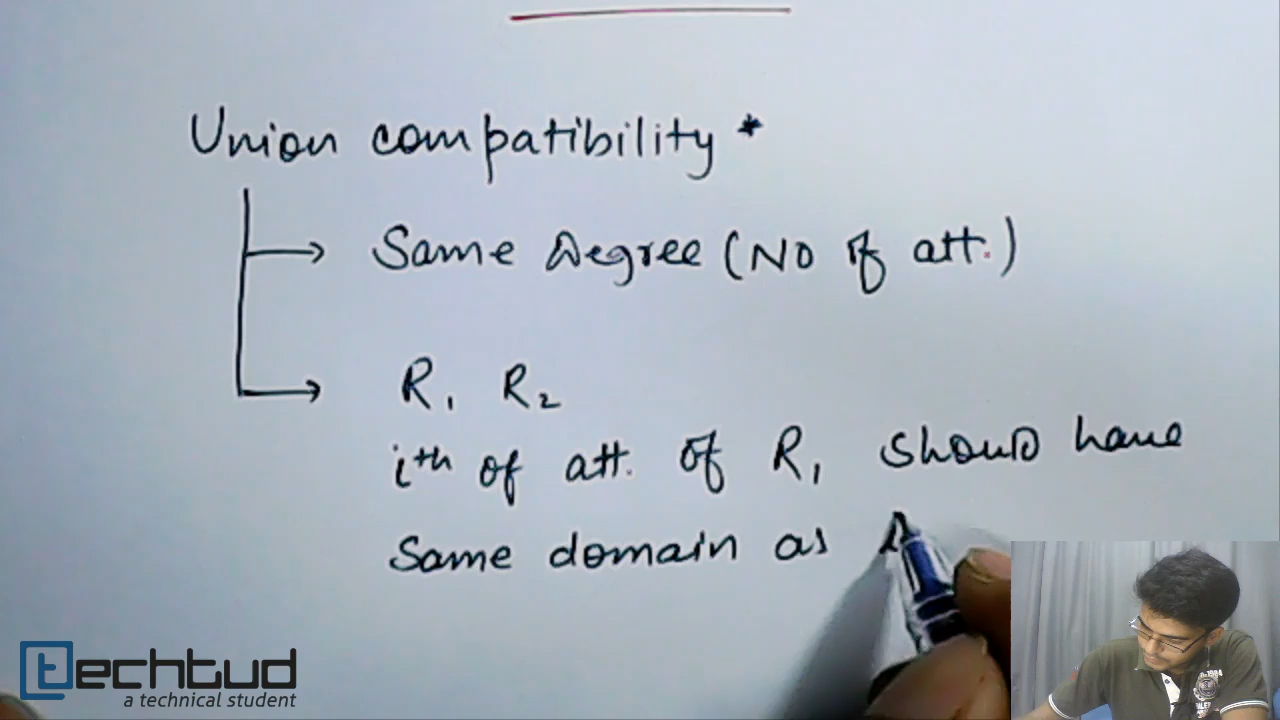 Union compatibility *
Same Degree (No of att.)
R1 R2
ith of att. of R1 should have
Same domain as
techtud
a technical student